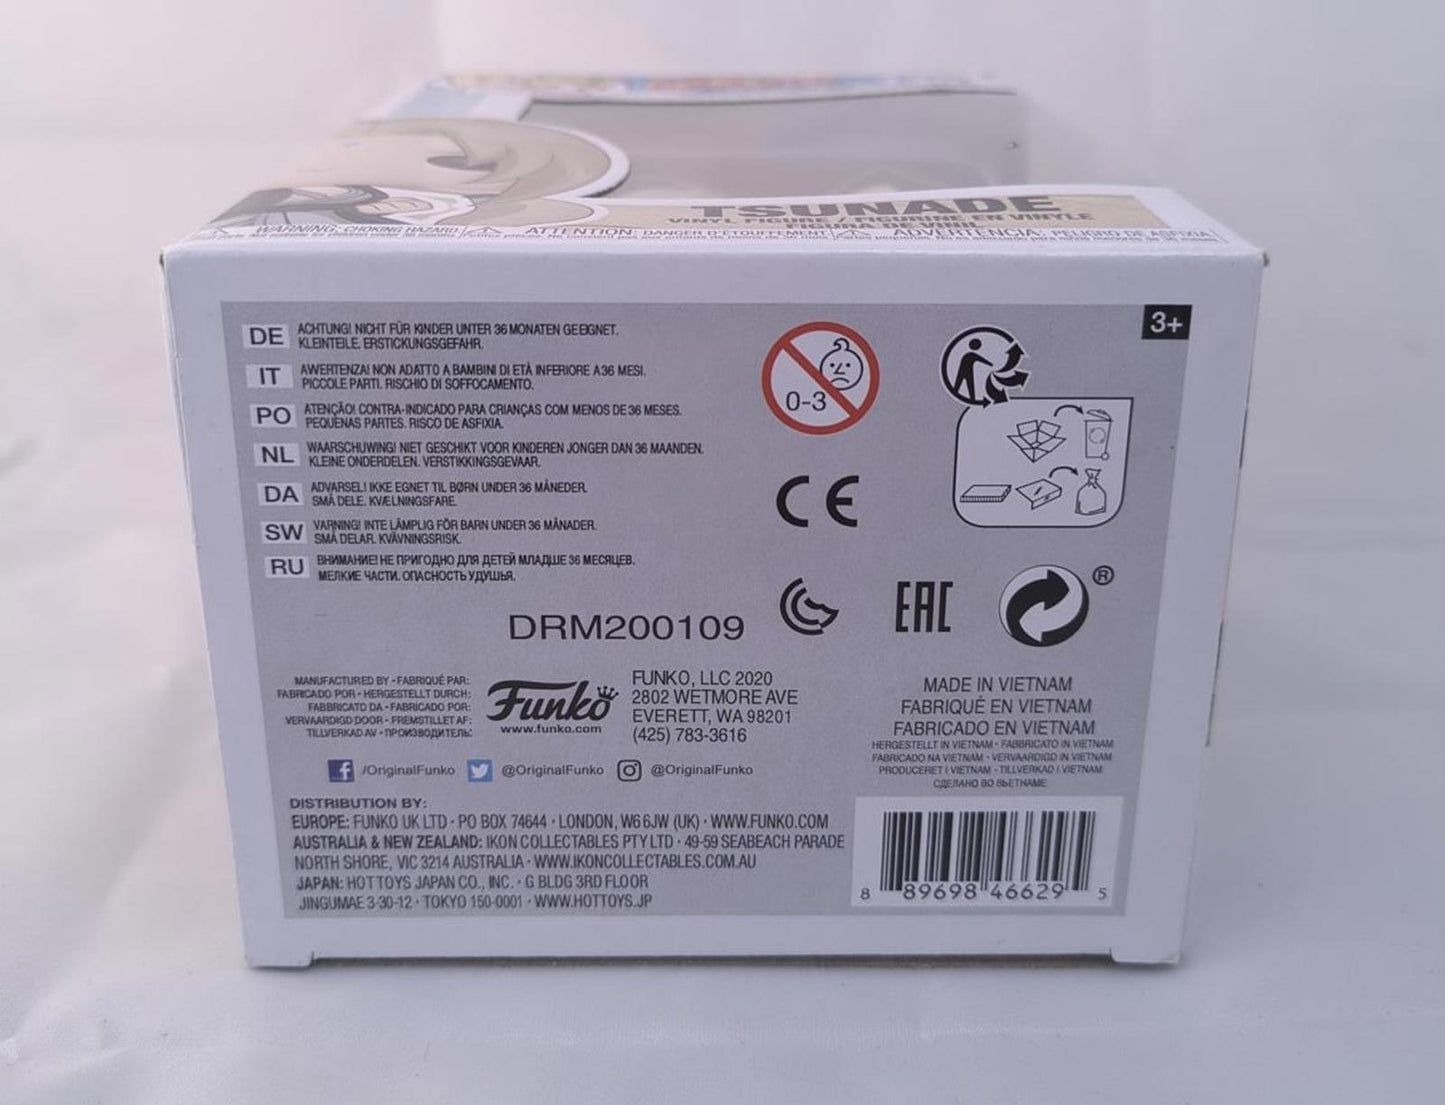 TSUNADE
VINYL FIGURE / FIGURINE EN VINYLE
FIGURA DE VINIL
WARNING: CHOKING HAZARD
ATTENTION: DANGER D'ÉTOUFFEMENT
ADVERTENCIA: PELIGRO DE ASFIXIA
3+
DE ACHTUNG! NICHT FÜR KINDER UNTER 36 MONATEN GEEIGNET.
KLEINTEILE. ERSTICKUNGSGEFAHR.
IT AVVERTENZA! NON ADATTO A BAMBINI DI ETÀ INFERIORE A 36 MESI.
PICCOLE PARTI. RISCHIO DI SOFFOCAMENTO.
PO ATENÇÃO! CONTRA-INDICADO PARA CRIANÇAS COM MENOS DE 36 MESES.
PEQUENAS PARTES. RISCO DE ASFIXIA.
NL WAARSCHUWING! NIET GESCHIKT VOOR KINDEREN JONGER DAN 36 MAANDEN.
KLEINE ONDERDELEN. VERSTIKKINGSGEVAAR.
DA ADVARSEL! IKKE EGNET TIL BØRN UNDER 36 MÅNEDER.
SMÅ DELE. KVÆLNINGSFARE.
SW VARNING! INTE LÄMPLIG FÖR BARN UNDER 36 MÅNADER.
SMÅ DELAR. KVÄVNINGSRISK.
RU ВНИМАНИЕ! НЕ ПРИГОДНО ДЛЯ ДЕТЕЙ МЛАДШЕ 36 МЕСЯЦЕВ.
МЕЛКИЕ ЧАСТИ. ОПАСНОСТЬ УДУШЬЯ.
0-3
CE
EAC
®
DRM200109
MANUFACTURED BY • FABRIQUÉ PAR:
FABRICADO POR • HERGESTELLT DURCH:
FABBRICATO DA • FABRICADO POR:
VERVAARDIGD DOOR • FREMSTILLET AF:
TILLVERKAD AV • ПРОИЗВОДИТЕЛЬ:
Funko
www.funko.com
FUNKO, LLC 2020
2802 WETMORE AVE
EVERETT, WA 98201
(425) 783-3616
MADE IN VIETNAM
FABRIQUÉ EN VIETNAM
FABRICADO EN VIETNAM
HERGESTELLT IN VIETNAM • FABBRICATO IN VIETNAM
FABRICADO NA VIETNAM • VERVAARDIGD IN VIETNAM
PRODUCERET I VIETNAM • TILLVERKAD I VIETNAM
СДЕЛАНО ВО ВЬЕТНАМЕ
/OriginalFunko @OriginalFunko @OriginalFunko
DISTRIBUTION BY:
EUROPE: FUNKO UK LTD • PO BOX 74644 • LONDON, W6 6JW (UK) • WWW.FUNKO.COM
AUSTRALIA & NEW ZEALAND: IKON COLLECTABLES PTY LTD • 49-59 SEABEACH PARADE
NORTH SHORE, VIC 3214 AUSTRALIA • WWW.IKONCOLLECTABLES.COM.AU
JAPAN: HOT TOYS JAPAN CO., INC. • G BLDG 3RD FLOOR
JINGUMAE 3-30-12 • TOKYO 150-0001 • WWW.HOTTOYS.JP
8 89698 46629 5